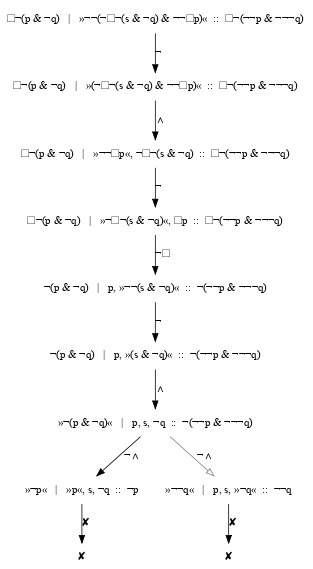 □¬(p & ¬q) | »¬¬(¬□¬(s & ¬q) & ¬¬□p)« :: □¬(¬¬p & ¬¬¬q)
¬
□¬(p & ¬q) | »(¬□¬(s & ¬q) & ¬¬□p)« :: □¬(¬¬p & ¬¬¬q)
∧
□¬(p & ¬q) | »¬¬□p«, ¬□¬(s & ¬q) :: □¬(¬¬p & ¬¬¬q)
¬
□¬(p & ¬q) | »¬□¬(s & ¬q)«, □p :: □¬(¬¬p & ¬¬¬q)
¬□
¬(p & ¬q) | p, »¬¬(s & ¬q)« :: ¬(¬¬p & ¬¬¬q)
¬
¬(p & ¬q) | p, »(s & ¬q)« :: ¬(¬¬p & ¬¬¬q)
∧
»¬(p & ¬q)« | p, s, ¬q :: ¬(¬¬p & ¬¬¬q)
¬∧ ¬∧
»¬p« | »p«, s, ¬q :: ¬p »¬¬q« | p, s, »¬q« :: ¬¬q
✘ ✘
✘ ✘